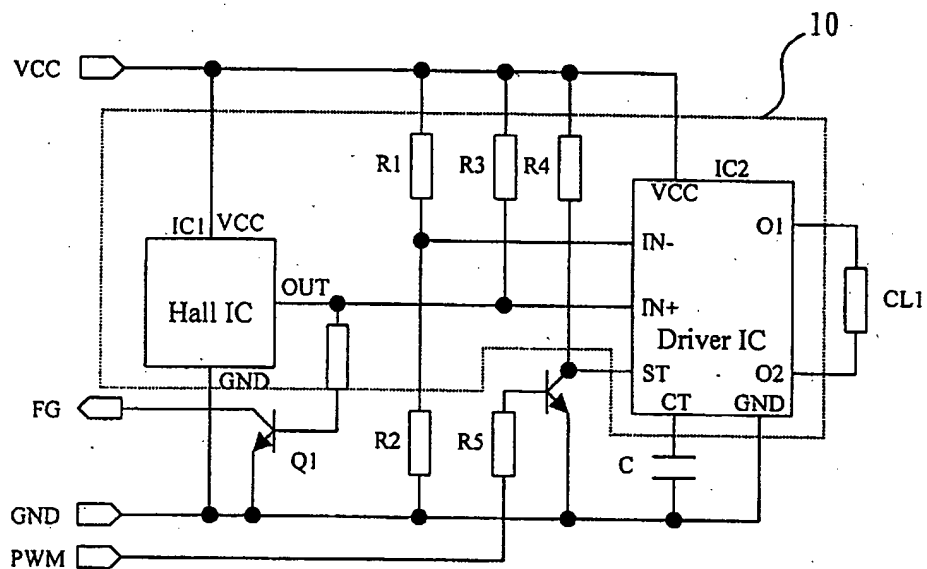 10
VCC
R1
R3
R4
IC2
VCC
IC1
VCC
O1
IN-
OUT
Hall IC
IN+
CL1
Driver IC
GND
ST
O2
CT
GND
FG
Q1
R2
R5
C
GND
PWM